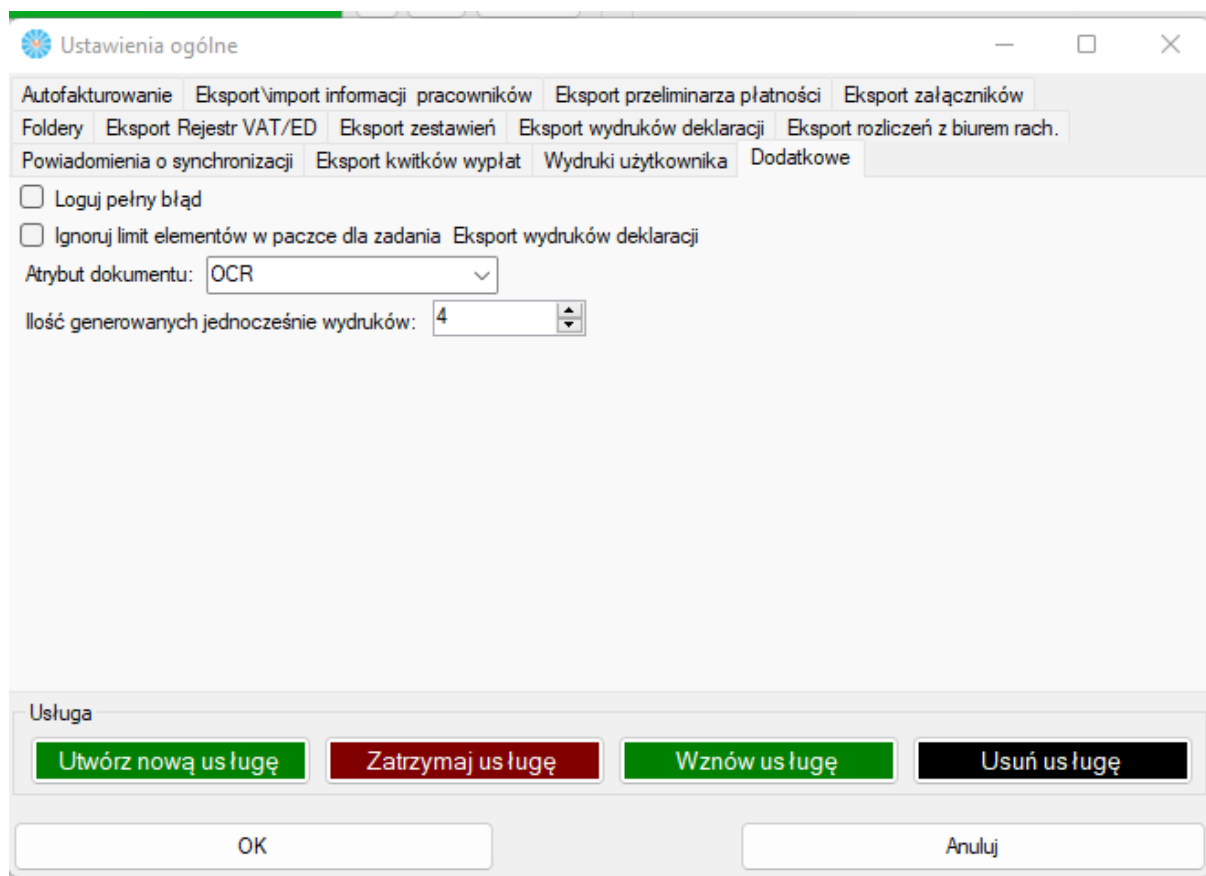 Ustawienia ogólne
Autofakturowanie Eksport\import informacji pracowników Eksport przeliminarza płatności Eksport załączników
Foldery Eksport Rejestr VAT/ED Eksport zestawień Eksport wydruków deklaracji Eksport rozliczeń z biurem rach.
Powiadomienia o synchronizacji Eksport kwitków wypłat Wydruki użytkownika Dodatkowe
Loguj pełny błąd
Ignoruj limit elementów w paczce dla zadania Eksport wydruków deklaracji
Atrybut dokumentu: OCR
Ilość generowanych jednocześnie wydruków: 4
Usługa
Utwórz nową usługę Zatrzymaj usługę Wznów usługę Usuń usługę
OK Anuluj